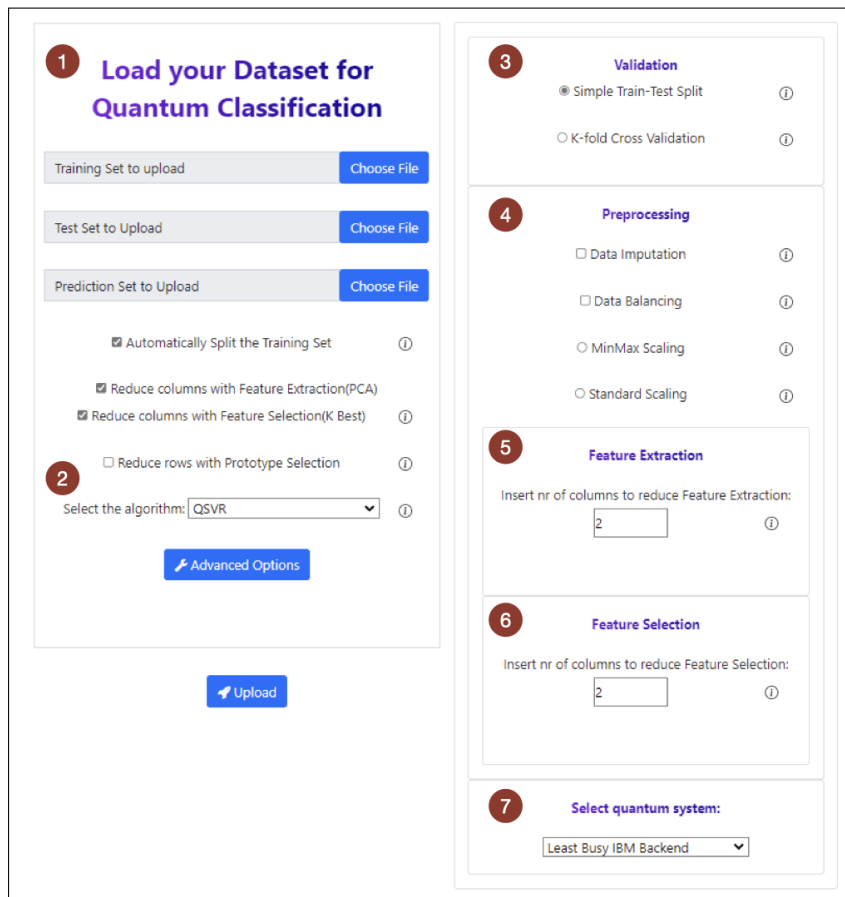 1
Load your Dataset for
Quantum Classification
Training Set to upload Choose File
Test Set to Upload Choose File
Prediction Set to Upload Choose File
Automatically Split the Training Set
Reduce columns with Feature Extraction(PCA)
Reduce columns with Feature Selection(K Best)
Reduce rows with Prototype Selection
2
Select the algorithm: QSVR
Advanced Options
Upload
3
Validation
Simple Train-Test Split
K-fold Cross Validation
4
Preprocessing
Data Imputation
Data Balancing
MinMax Scaling
Standard Scaling
5
Feature Extraction
Insert nr of columns to reduce Feature Extraction:
2
6
Feature Selection
Insert nr of columns to reduce Feature Selection:
2
7
Select quantum system:
Least Busy IBM Backend